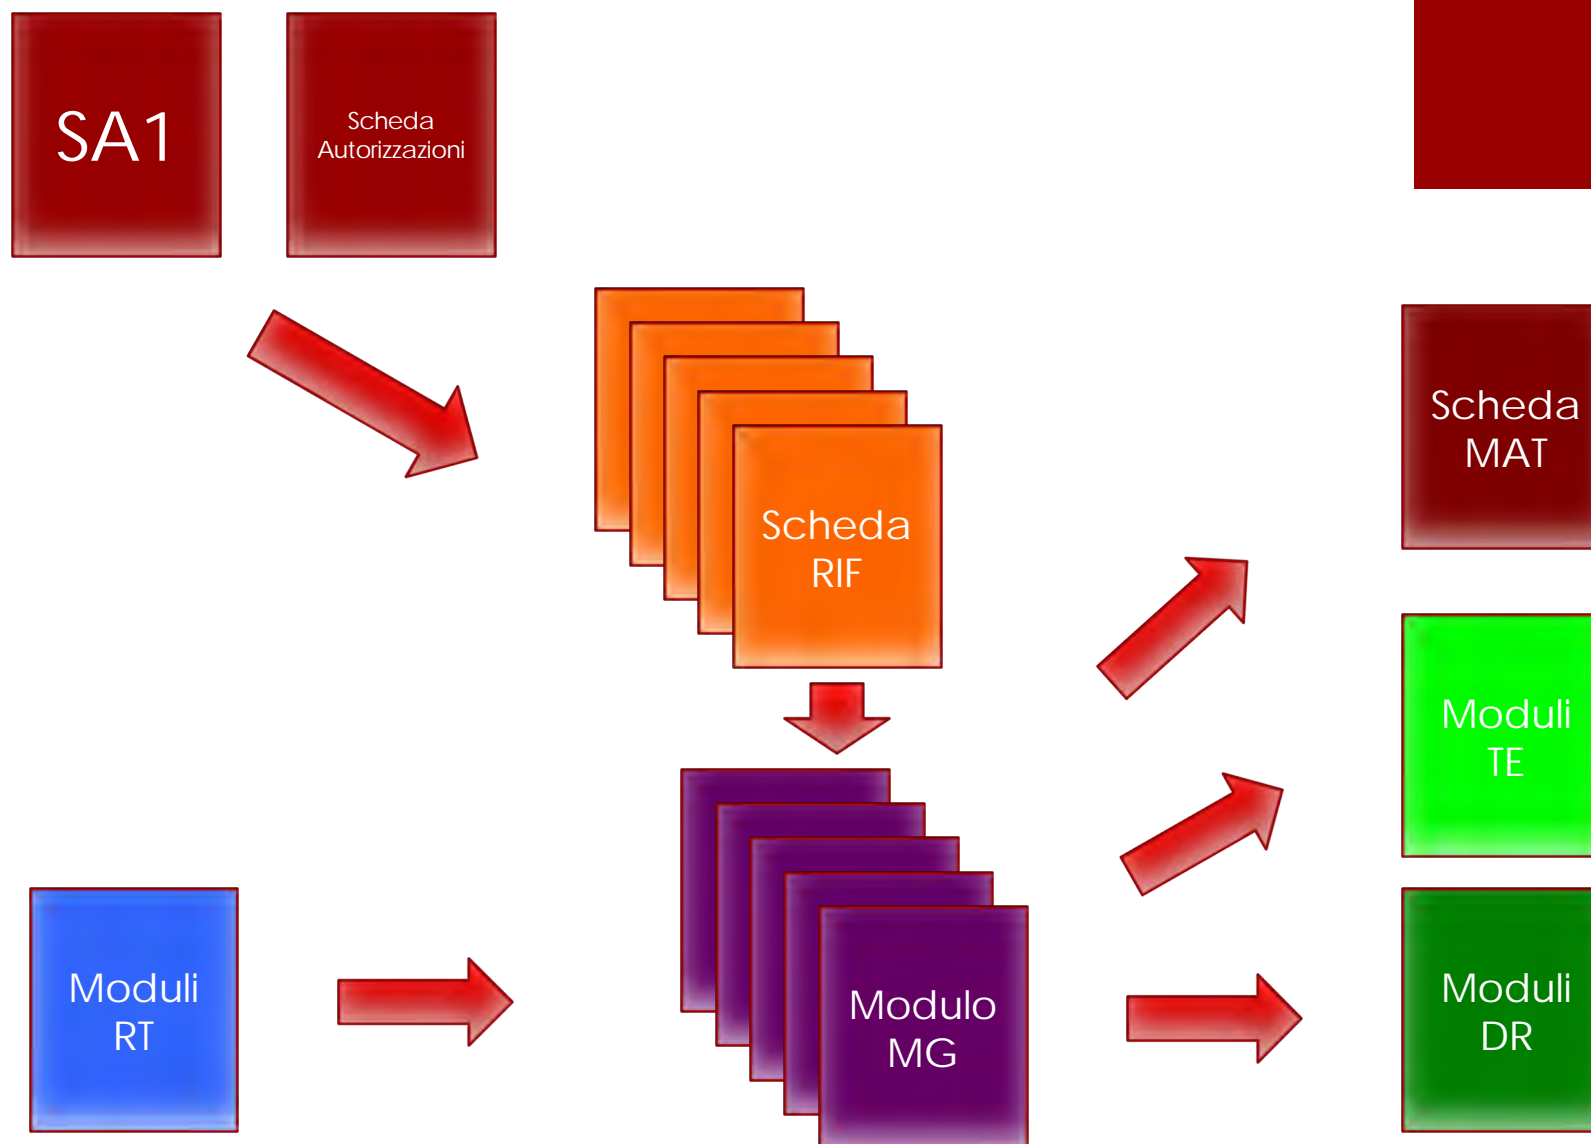 SA1
Scheda
Autorizzazioni
Scheda
RIF
Scheda
MAT
Moduli
TE
Moduli
RT
Modulo
MG
Moduli
DR